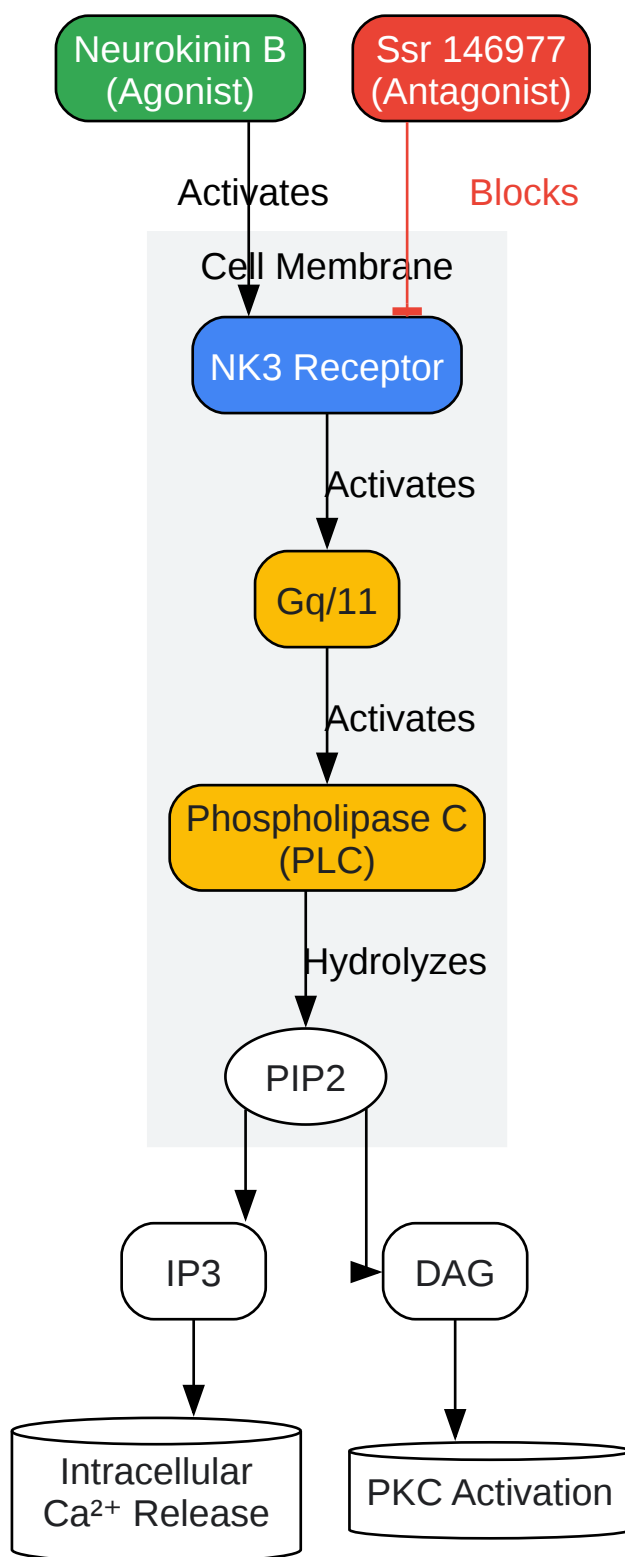 Neurokinin B
(Agonist)
Ssr 146977
(Antagonist)
Activates
Blocks
Cell Membrane
NK3 Receptor
Activates
Gq/11
Activates
Phospholipase C
(PLC)
Hydrolyzes
PIP2
IP3
DAG
Intracellular
Ca²⁺ Release
PKC Activation